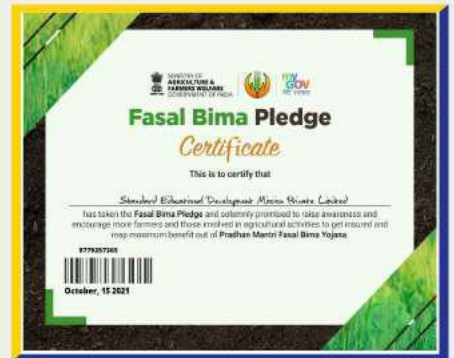 MINISTRY OF
AGRICULTURE &
FARMERS WELFARE
GOVERNMENT OF INDIA
my
GOV
मेरी सरकार
Fasal Bima Pledge
Certificate
This is to certify that
Standard Educational Development Mission Private Limited
has taken the Fasal Bima Pledge and solemnly promised to raise awareness and
encourage more farmers and those involved in agricultural activities to get insured and
reap maximum benefit out of Pradhan Mantri Fasal Bima Yojana.
9779357365
October, 15 2021